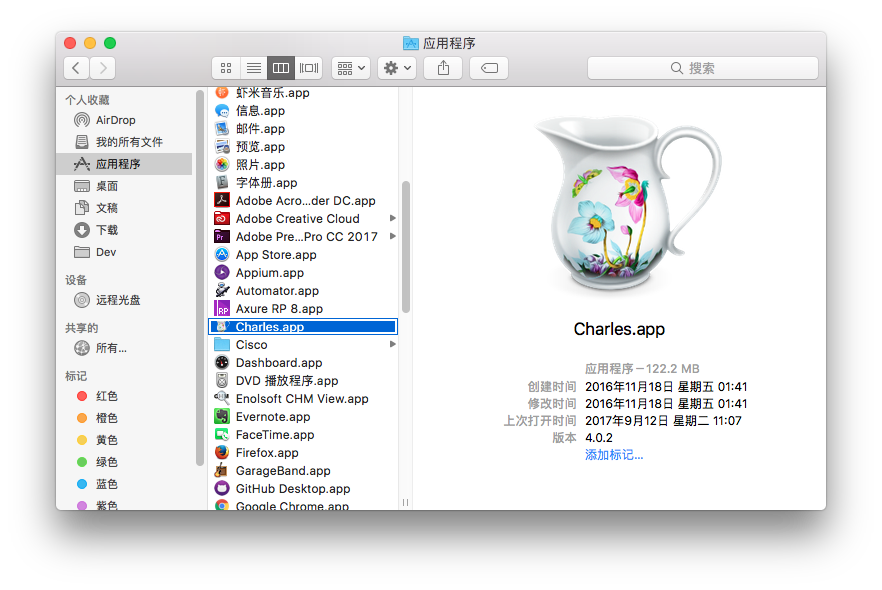 应用程序
搜索
个人收藏
AirDrop
我的所有文件
应用程序
桌面
文稿
下载
Dev
设备
远程光盘
共享的
所有...
标记
红色
橙色
黄色
绿色
蓝色
紫色
虾米音乐.app
信息.app
邮件.app
预览.app
照片.app
字体册.app
Adobe Acro...der DC.app
Adobe Creative Cloud
Adobe Pre...Pro CC 2017
App Store.app
Appium.app
Automator.app
Axure RP 8.app
Charles.app
Cisco
Dashboard.app
DVD 播放程序.app
Enolsoft CHM View.app
Evernote.app
FaceTime.app
Firefox.app
GarageBand.app
GitHub Desktop.app
Google Chrome.app
Charles.app
应用程序 – 122.2 MB
创建时间 2016年11月18日 星期五 01:41
修改时间 2016年11月18日 星期五 01:41
上次打开时间 2017年9月12日 星期二 11:07
版本 4.0.2
添加标记...